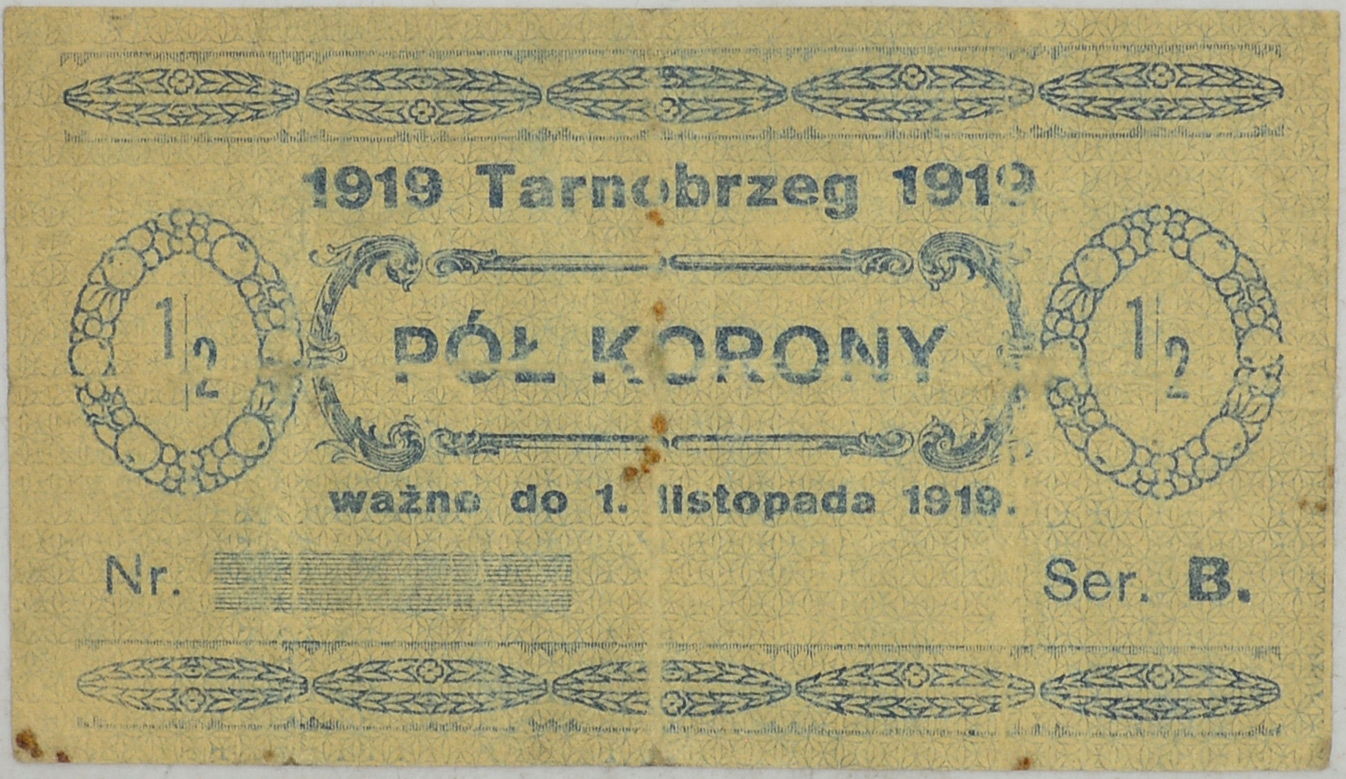 1919 Tarnobrzeg 1919
1/2
PÓŁ KORONY
1/2
ważne do 1. listopada 1919.
Nr.
Ser. B.